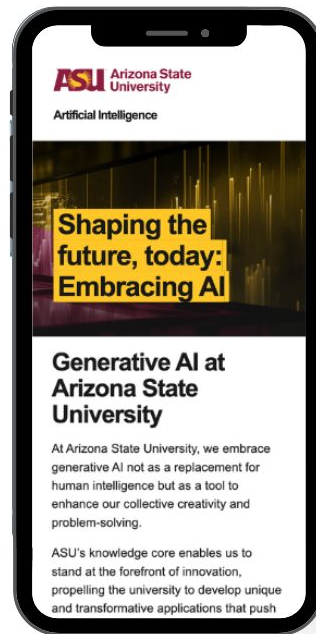 ASU Arizona State
University
Artificial Intelligence
Shaping the
future, today:
Embracing AI
Generative AI at
Arizona State
University
At Arizona State University, we embrace
generative AI not as a replacement for
human intelligence but as a tool to
enhance our collective creativity and
problem-solving.
ASU’s knowledge core enables us to
stand at the forefront of innovation,
propelling the university to develop unique
and transformative applications that push